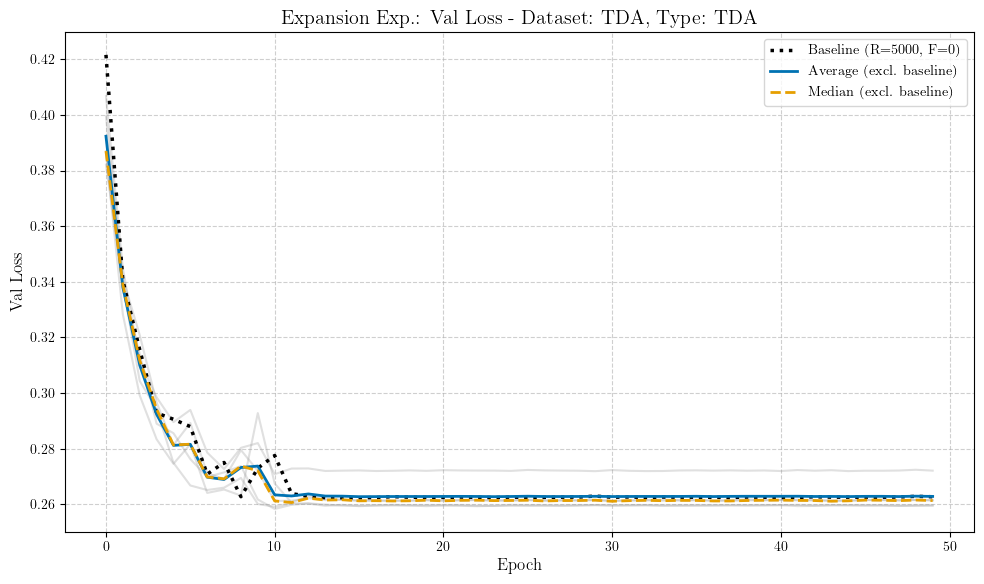 Expansion Exp.: Val Loss - Dataset: TDA, Type: TDA
Baseline (R=5000, F=0)
Average (excl. baseline)
Median (excl. baseline)
Val Loss
0.42
0.40
0.38
0.36
0.34
0.32
0.30
0.28
0.26
0
10
20
30
40
50
Epoch